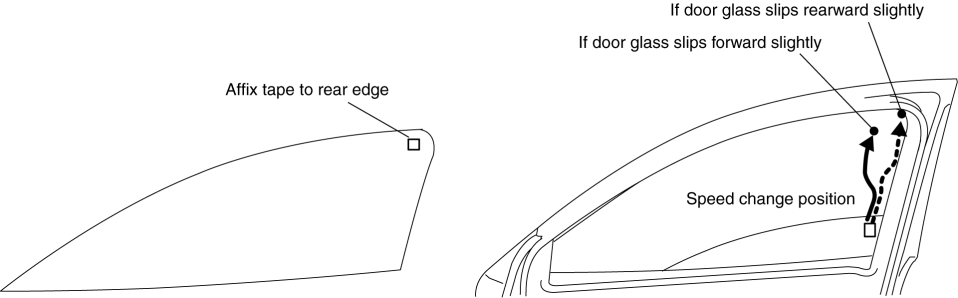 If door glass slips rearward slightly
If door glass slips forward slightly
Affix tape to rear edge
Speed change position